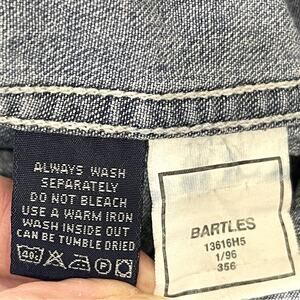 ALWAYS WASH
SEPARATELY
DO NOT BLEACH
USE A WARM IRON
WASH INSIDE OUT
CAN BE TUMBLE DRIED
40°
P
BARTLES
13616H5
1/96
356